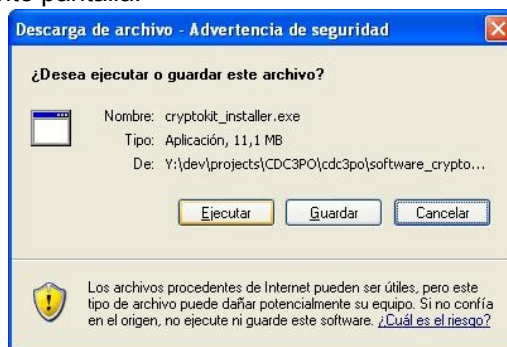 pantalla:
Descarga de archivo - Advertencia de seguridad
¿Desea ejecutar o guardar este archivo?
Nombre: cryptokit_installer.exe
Tipo: Aplicación, 11,1 MB
De: Y:\dev\projects\CDC3PO\cdc3po\software_crypto...
Ejecutar Guardar Cancelar
Los archivos procedentes de Internet pueden ser útiles, pero este
tipo de archivo puede dañar potencialmente su equipo. Si no confía
en el origen, no ejecute ni guarde este software. ¿Cuál es el riesgo?